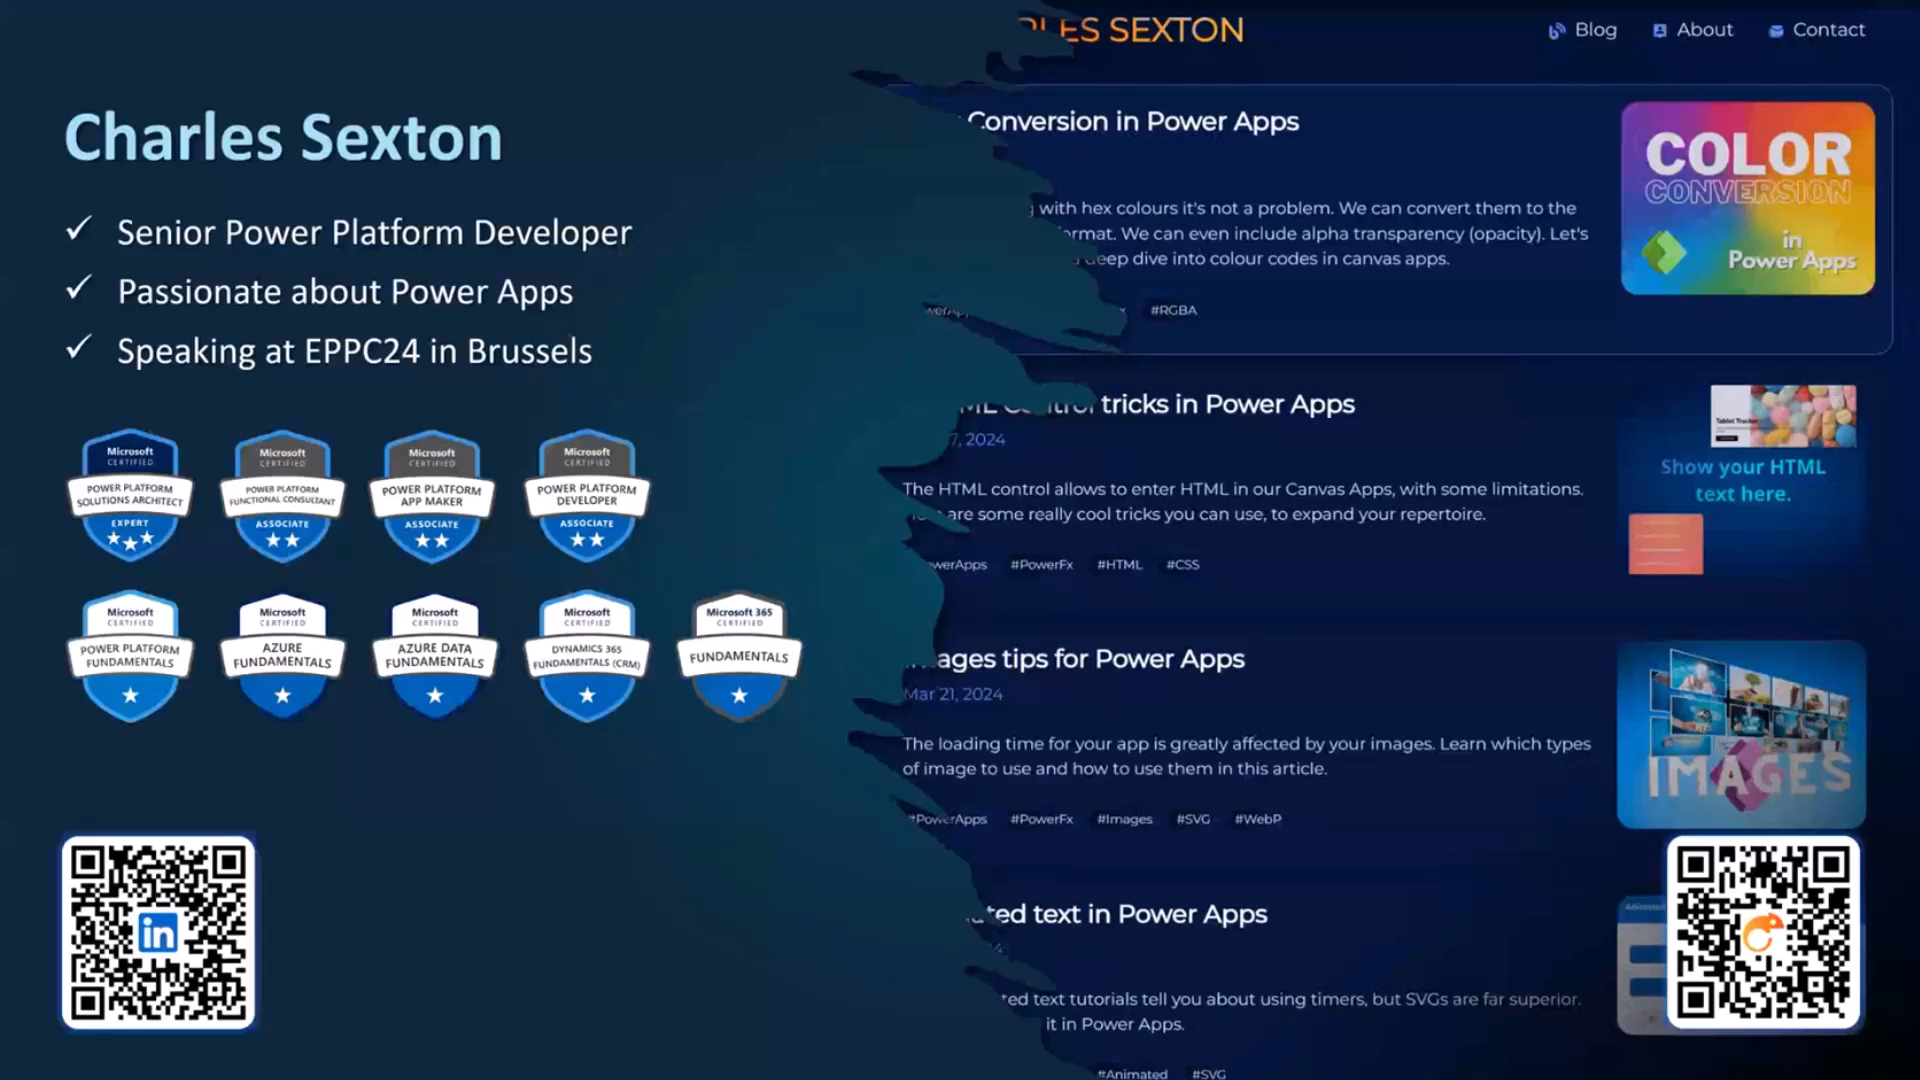 Charles Sexton
Senior Power Platform Developer
Passionate about Power Apps
Speaking at EPPC24 in Brussels
Microsoft
CERTIFIED
POWER PLATFORM
SOLUTIONS ARCHITECT
EXPERT
Microsoft
CERTIFIED
POWER PLATFORM
FUNCTIONAL CONSULTANT
ASSOCIATE
Microsoft
CERTIFIED
POWER PLATFORM
APP MAKER
ASSOCIATE
Microsoft
CERTIFIED
POWER PLATFORM
DEVELOPER
ASSOCIATE
Microsoft
CERTIFIED
POWER PLATFORM
FUNDAMENTALS
Microsoft
CERTIFIED
AZURE
FUNDAMENTALS
Microsoft
CERTIFIED
AZURE DATA
FUNDAMENTALS
Microsoft
CERTIFIED
DYNAMICS 365
FUNDAMENTALS (CRM)
Microsoft 365
CERTIFIED
FUNDAMENTALS
in
LES SEXTON
Blog
About
Contact
Conversion in Power Apps
with hex colours it's not a problem. We can convert them to the
ormat. We can even include alpha transparency (opacity). Let's
deep dive into colour codes in canvas apps.
#RGBA
COLOR
CONVERSION
in
Power Apps
tricks in Power Apps
7, 2024
The HTML control allows to enter HTML in our Canvas Apps, with some limitations.
are some really cool tricks you can use, to expand your repertoire.
werApps #PowerFx #HTML #CSS
Tablet Tracker
Show your HTML
text here.
ages tips for Power Apps
Mar 21, 2024
The loading time for your app is greatly affected by your images. Learn which types
of image to use and how to use them in this article.
#PowerApps #PowerFx #Images #SVG #WebP
IMAGES
ted text in Power Apps
ted text tutorials tell you about using timers, but SVGs are far superior.
it in Power Apps.
#Animated #SVG
Animated